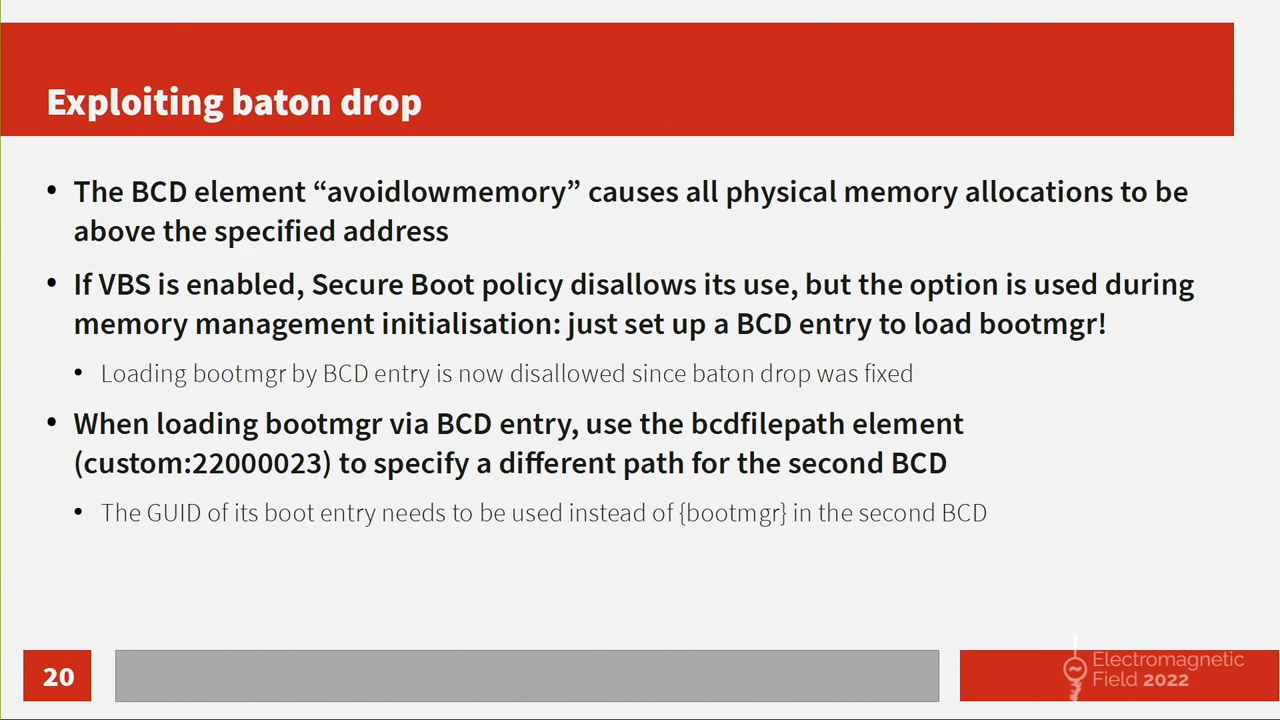 Exploiting baton drop
• The BCD element “avoidlowmemory” causes all physical memory allocations to be
above the specified address
• If VBS is enabled, Secure Boot policy disallows its use, but the option is used during
memory management initialisation: just set up a BCD entry to load bootmgr!
• Loading bootmgr by BCD entry is now disallowed since baton drop was fixed
• When loading bootmgr via BCD entry, use the bcdfilepath element
(custom:22000023) to specify a different path for the second BCD
• The GUID of its boot entry needs to be used instead of {bootmgr} in the second BCD
20
Electromagnetic
Field 2022